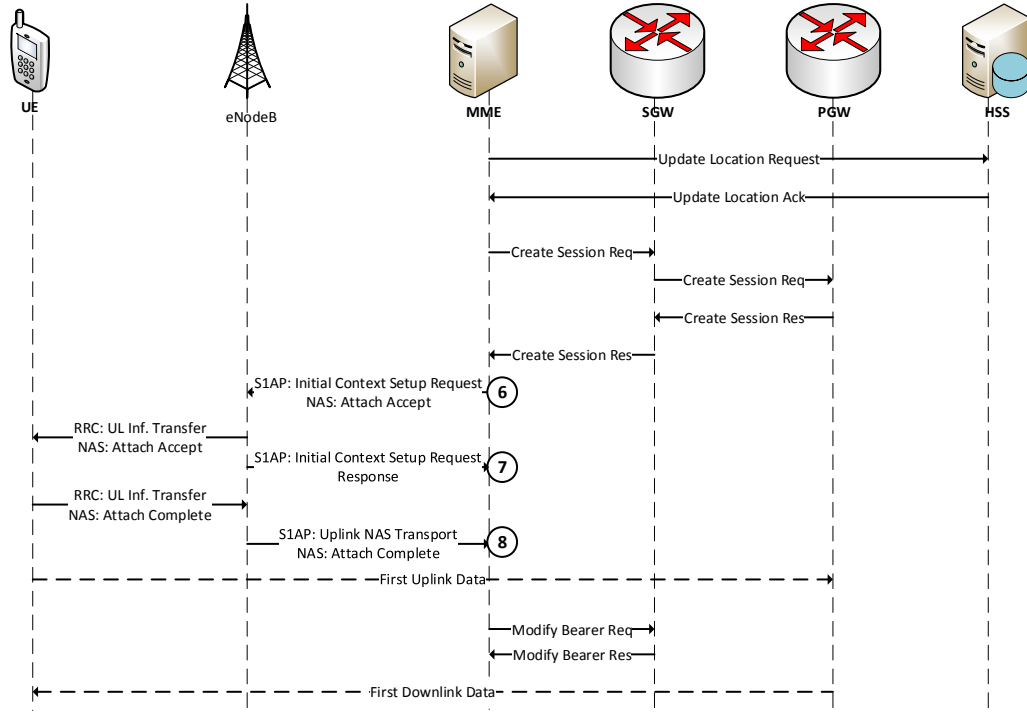 UE
eNodeB
MME
SGW
PGW
HSS
Update Location Request
Update Location Ack
Create Session Req
Create Session Req
Create Session Res
Create Session Res
S1AP: Initial Context Setup Request
NAS: Attach Accept
6
RRC: UL Inf. Transfer
NAS: Attach Accept
S1AP: Initial Context Setup Request
Response
7
RRC: UL Inf. Transfer
NAS: Attach Complete
S1AP: Uplink NAS Transport
NAS: Attach Complete
8
First Uplink Data
Modify Bearer Req
Modify Bearer Res
First Downlink Data